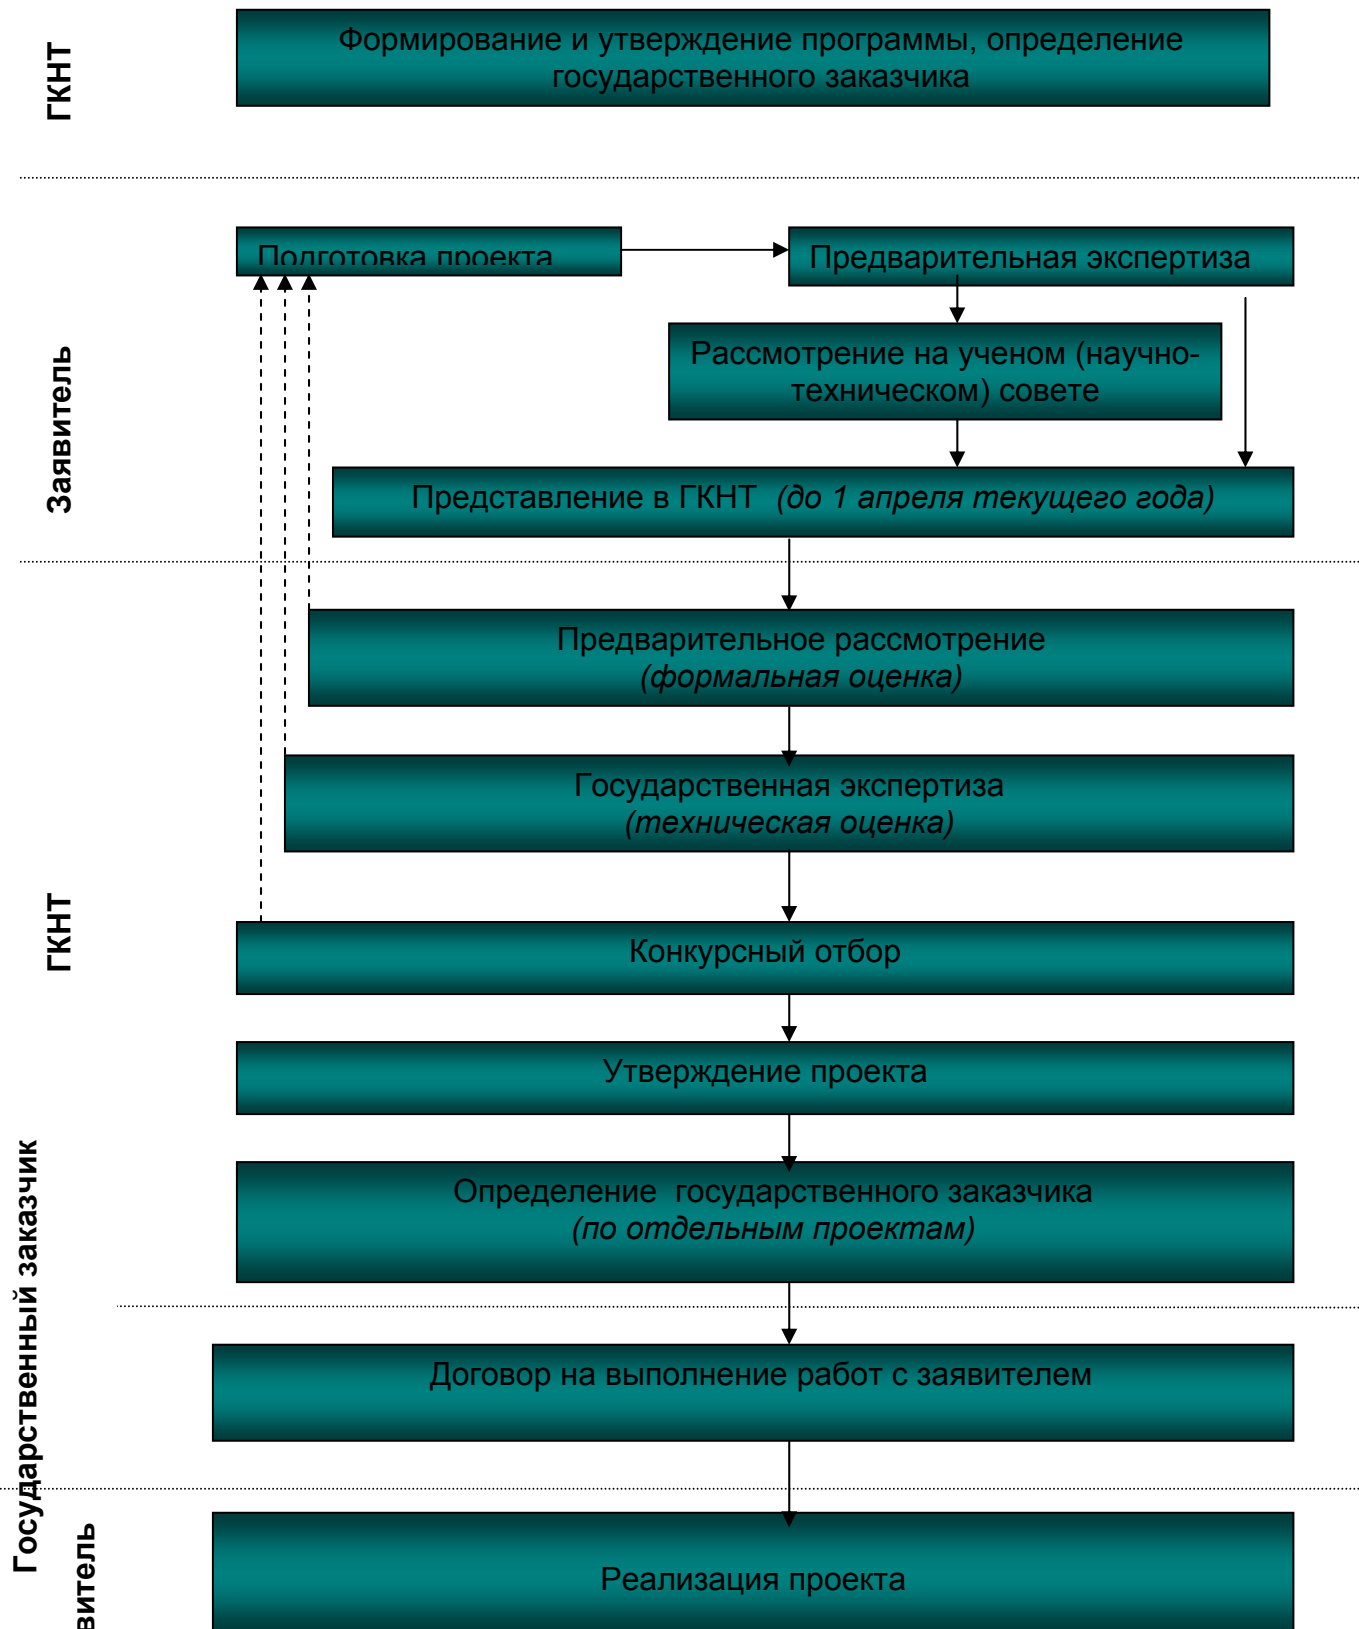 ГКНТ
Формирование и утверждение программы, определение
государственного заказчика
Заявитель
Подготовка проекта
Предварительная экспертиза
Рассмотрение на ученом (научно-
техническом) совете
Представление в ГКНТ (до 1 апреля текущего года)
ГКНТ
Предварительное рассмотрение
(формальная оценка)
Государственная экспертиза
(техническая оценка)
Конкурсный отбор
Утверждение проекта
Определение государственного заказчика
(по отдельным проектам)
Государственный заказчик
Договор на выполнение работ с заявителем
витель
Реализация проекта